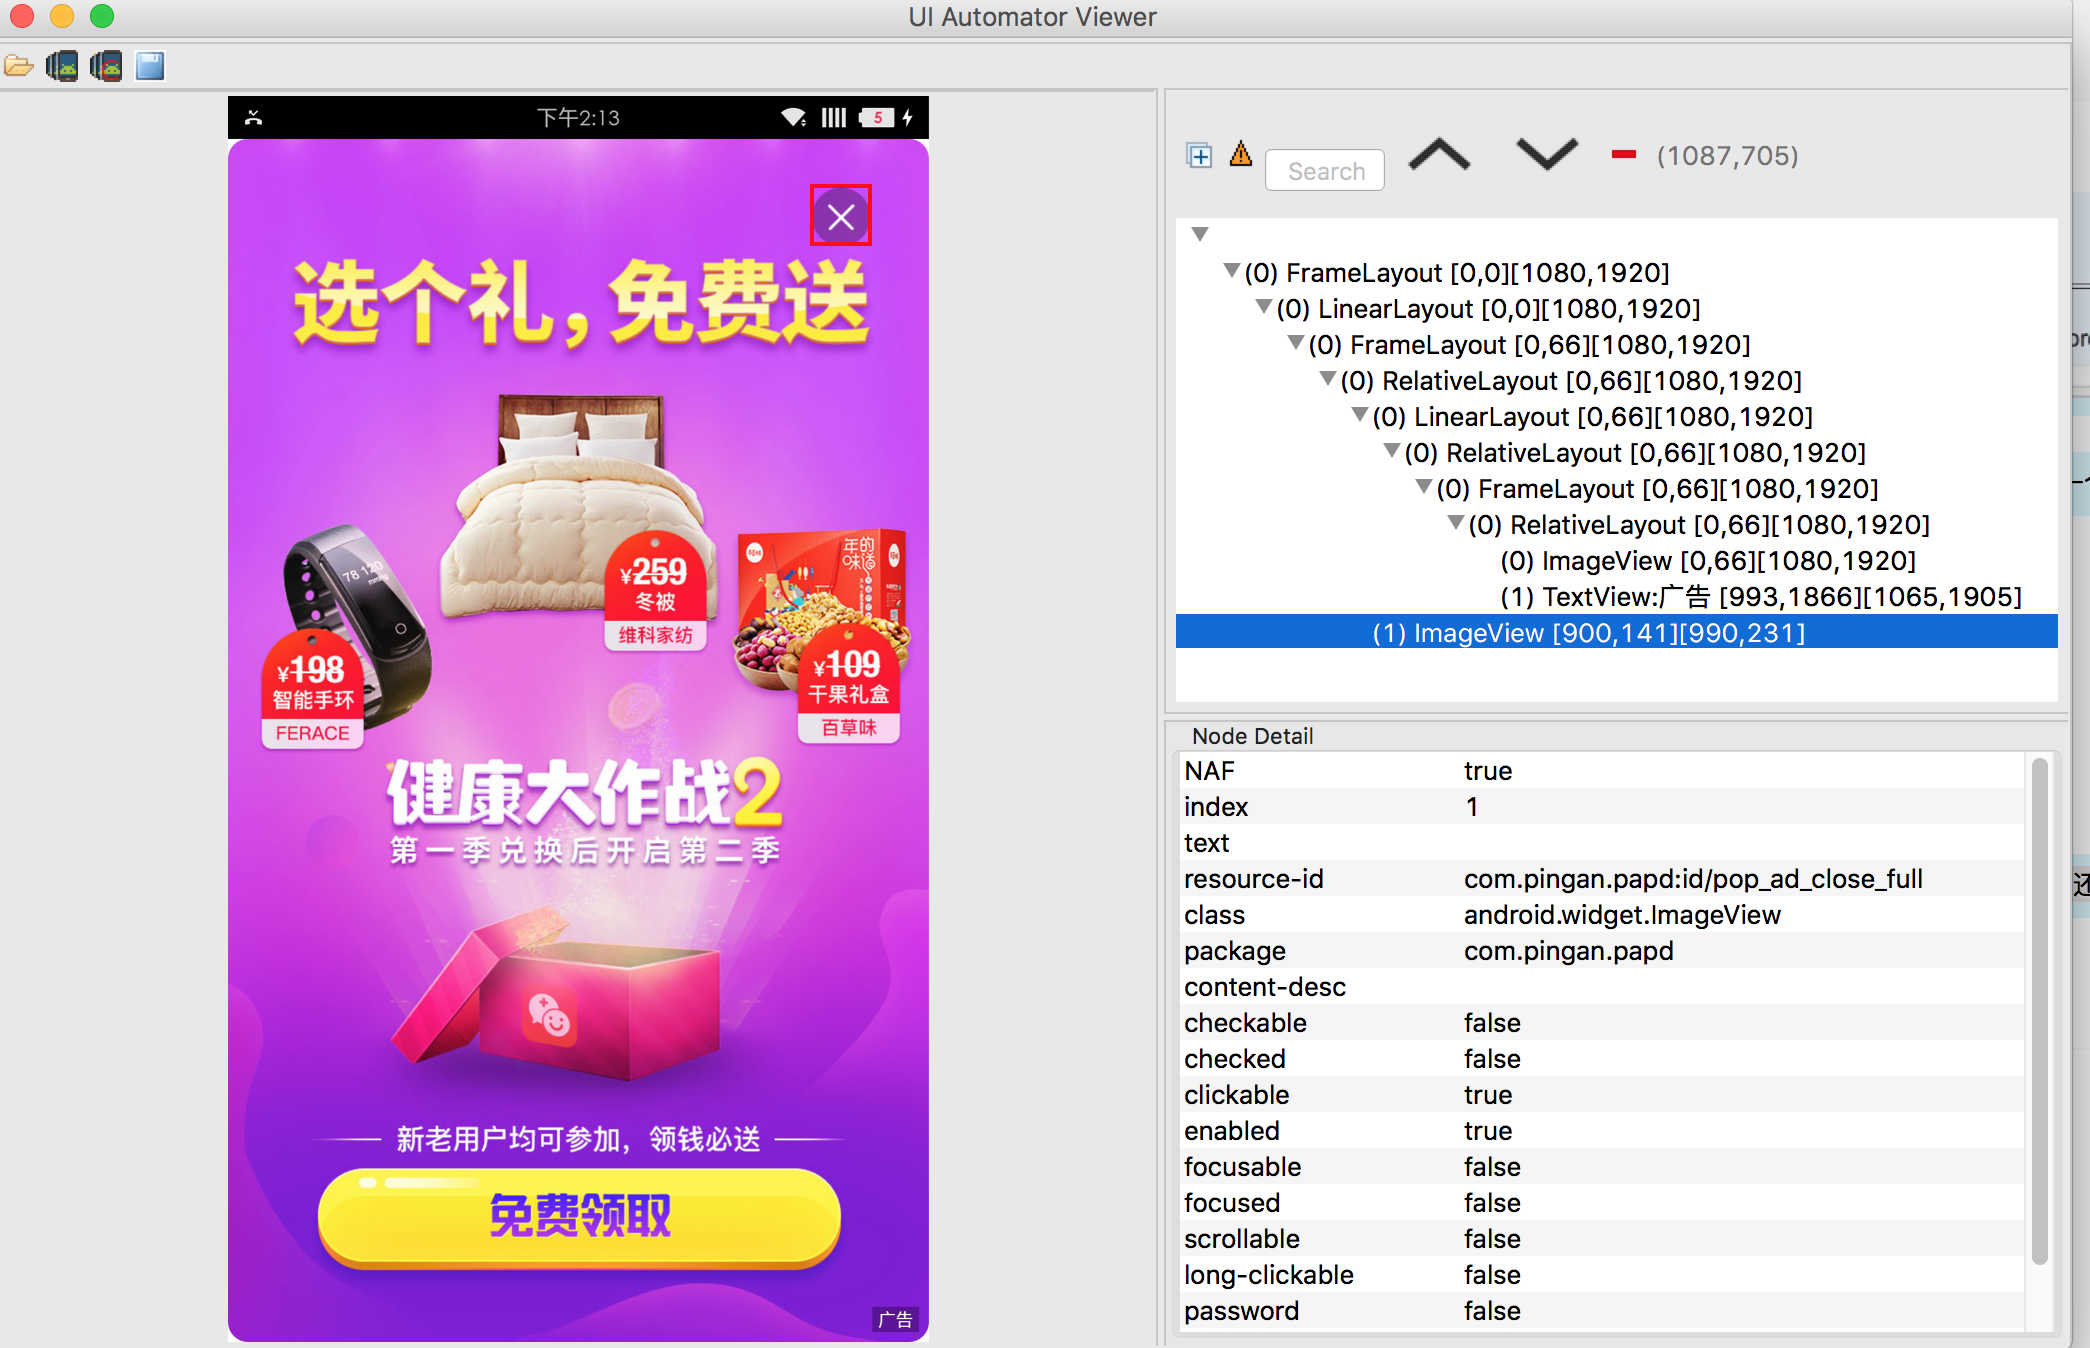 UI Automator Viewer
下午2:13
5
选个礼，免费送
78 120
¥259
冬被
维科家纺
年的味道
¥198
智能手环
FERACE
¥109
干果礼盒
百草味
健康大作战2
第一季兑换后开启第二季
新老用户均可参加，领钱必送
免费领取
广告
Search
(1087,705)
(0) FrameLayout [0,0][1080,1920]
(0) LinearLayout [0,0][1080,1920]
(0) FrameLayout [0,66][1080,1920]
(0) RelativeLayout [0,66][1080,1920]
(0) LinearLayout [0,66][1080,1920]
(0) RelativeLayout [0,66][1080,1920]
(0) FrameLayout [0,66][1080,1920]
(0) RelativeLayout [0,66][1080,1920]
(0) ImageView [0,66][1080,1920]
(1) TextView:广告 [993,1866][1065,1905]
(1) ImageView [900,141][990,231]
Node Detail
NAF true
index 1
text
resource-id com.pingan.papd:id/pop_ad_close_full
class android.widget.ImageView
package com.pingan.papd
content-desc
checkable false
checked false
clickable true
enabled true
focusable false
focused false
scrollable false
long-clickable false
password false